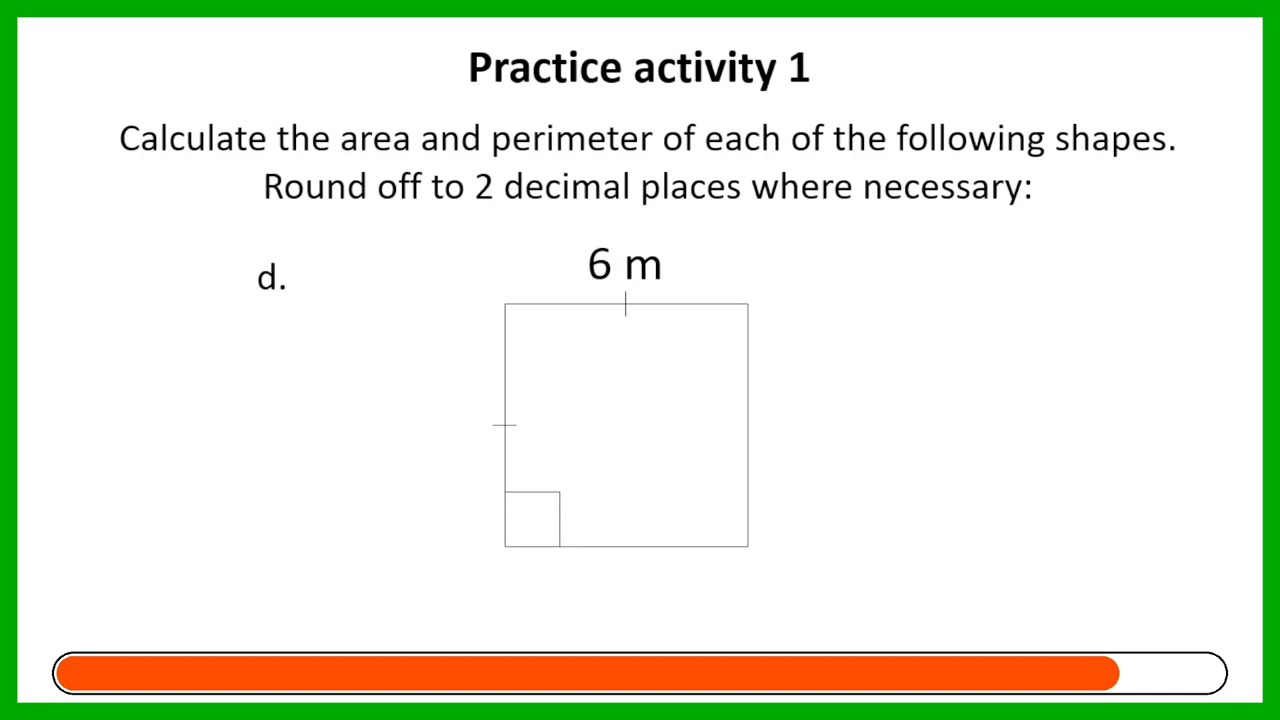 Practice activity 1
Calculate the area and perimeter of each of the following shapes.
Round off to 2 decimal places where necessary:
d.
6 m